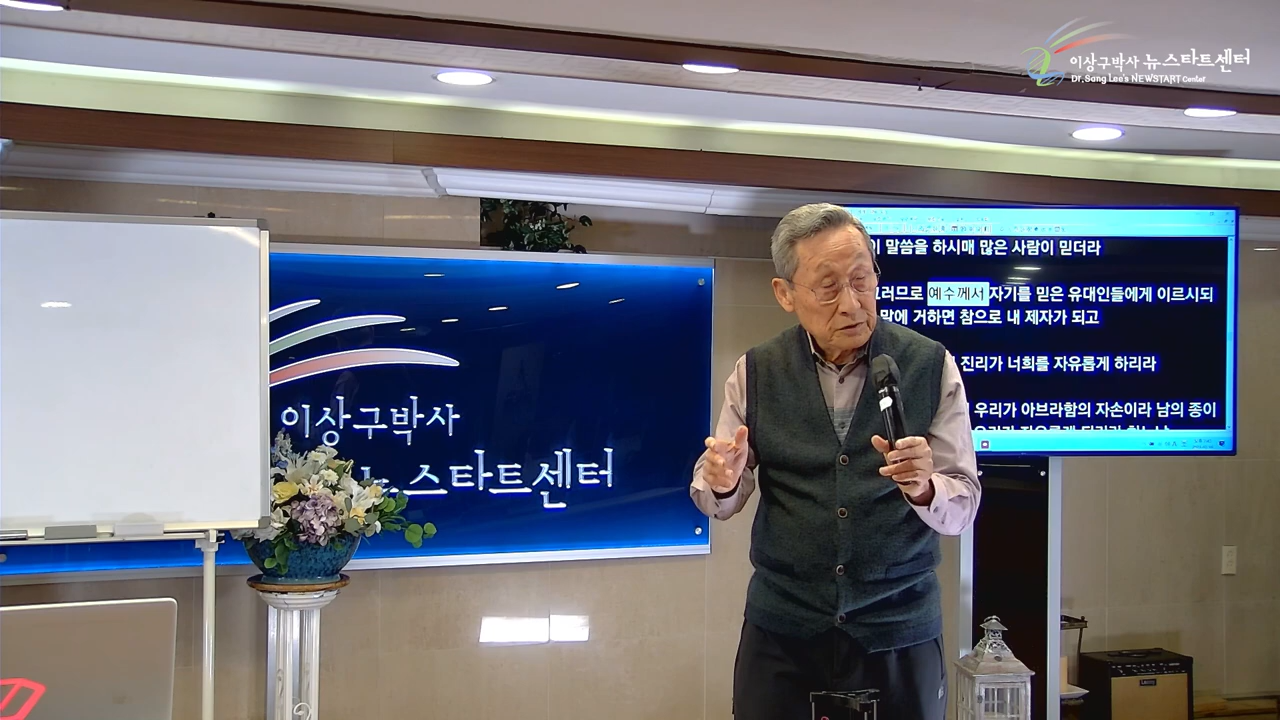 이상구박사 뉴스타트센터
Dr. Sang Lee's NEWSTART Center
말씀을 하시매 많은 사람이 믿더라
예수께서 자기를 믿은 유대인들에게 이르시되
말에 거하면 참으로 내 제자가 되고
진리가 너희를 자유롭게 하리라
우리가 아브라함의 자손이라 남의 종이
이상구박사
스타트센터